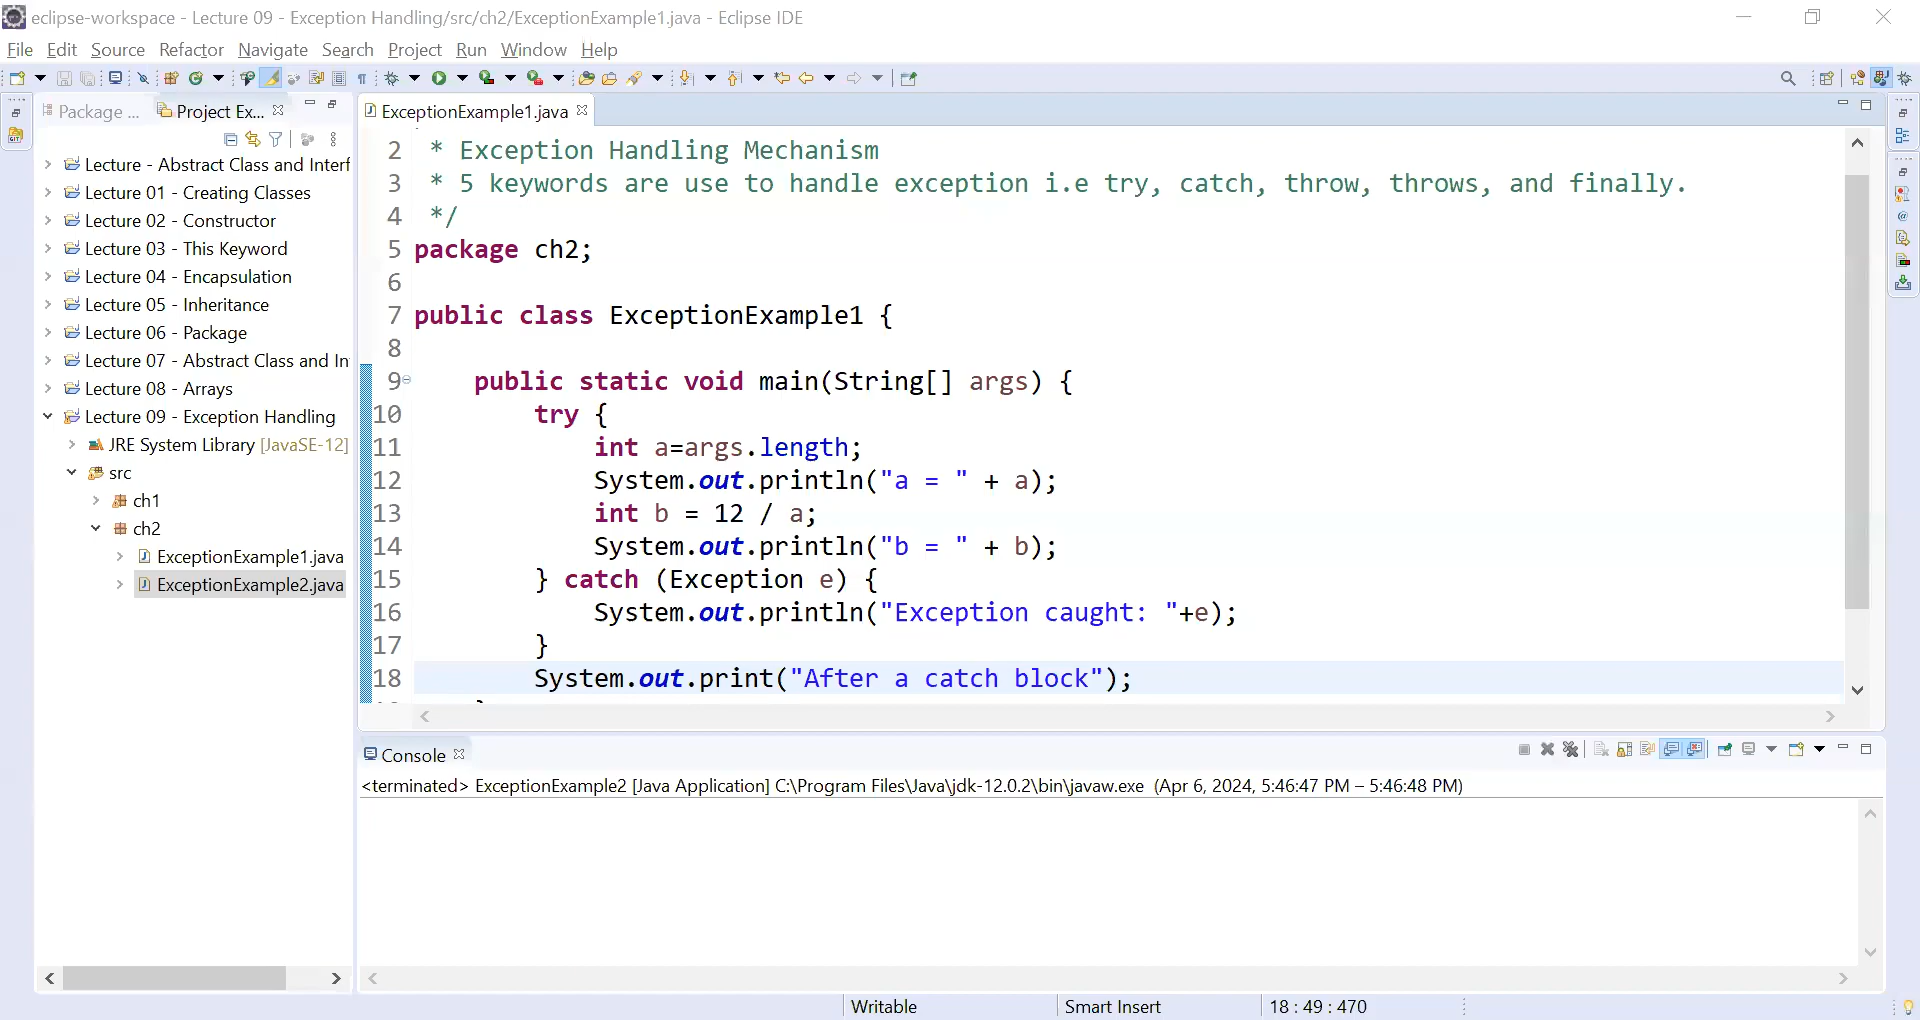 eclipse-workspace - Lecture 09 - Exception Handling/src/ch2/ExceptionExample1.java - Eclipse IDE
File Edit Source Refactor Navigate Search Project Run Window Help
Package ... Project Ex...
ExceptionExample1.java
Lecture - Abstract Class and Interf
Lecture 01 - Creating Classes
Lecture 02 - Constructor
Lecture 03 - This Keyword
Lecture 04 - Encapsulation
Lecture 05 - Inheritance
Lecture 06 - Package
Lecture 07 - Abstract Class and In
Lecture 08 - Arrays
Lecture 09 - Exception Handling
JRE System Library [JavaSE-12]
src
ch1
ch2
ExceptionExample1.java
ExceptionExample2.java
2 * Exception Handling Mechanism
3 * 5 keywords are use to handle exception i.e try, catch, throw, throws, and finally.
4 */
5 package ch2;
6
7 public class ExceptionExample1 {
8
9 public static void main(String[] args) {
10 try {
11 int a=args.length;
12 System.out.println("a = " + a);
13 int b = 12 / a;
14 System.out.println("b = " + b);
15 } catch (Exception e) {
16 System.out.println("Exception caught: "+e);
17 }
18 System.out.print("After a catch block");
Console
<terminated> ExceptionExample2 [Java Application] C:\Program Files\Java\jdk-12.0.2\bin\javaw.exe (Apr 6, 2024, 5:46:47 PM – 5:46:48 PM)
Writable Smart Insert 18 : 49 : 470